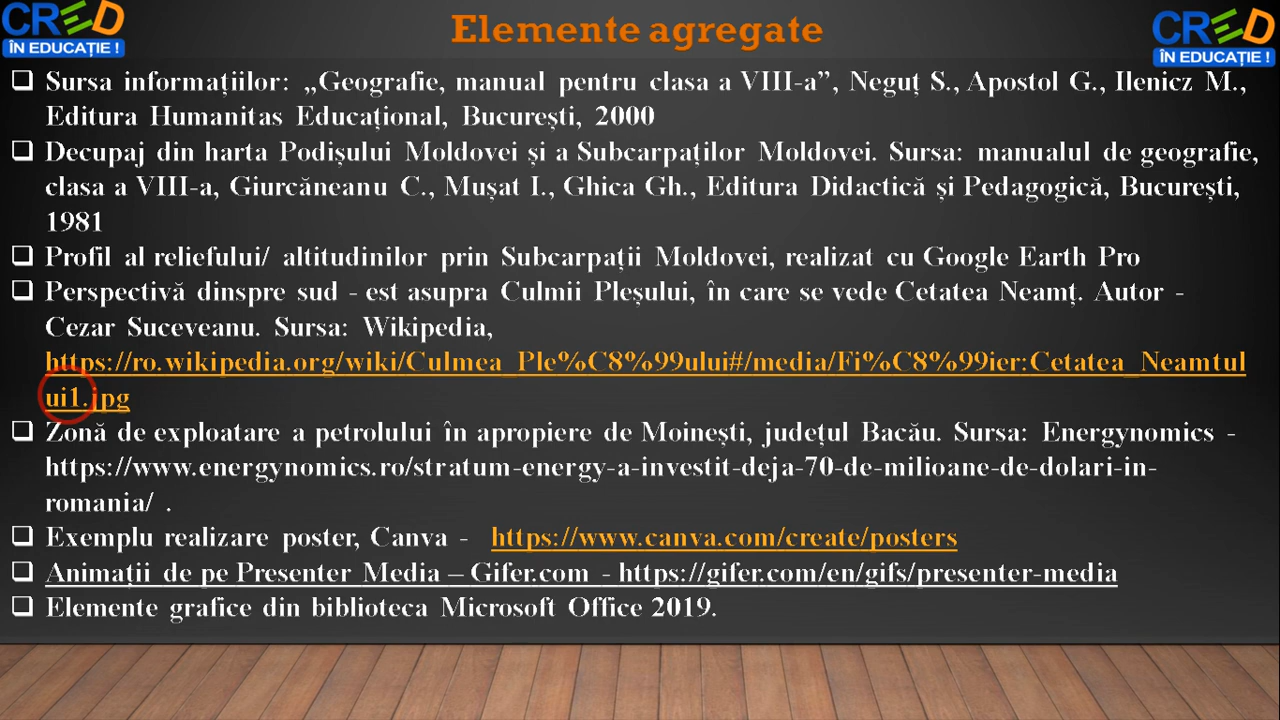 CRED
ÎN EDUCAȚIE !
Elemente agregate
CRED
ÎN EDUCAȚIE !
❑ Sursa informațiilor: „Geografie, manual pentru clasa a VIII-a”, Neguț S., Apostol G., Ilenicz M.,
Editura Humanitas Educațional, București, 2000
❑ Decupaj din harta Podișului Moldovei și a Subcarpaților Moldovei. Sursa: manualul de geografie,
clasa a VIII-a, Giurcăneanu C., Mușat I., Ghica Gh., Editura Didactică și Pedagogică, București,
1981
❑ Profil al reliefului/ altitudinilor prin Subcarpații Moldovei, realizat cu Google Earth Pro
❑ Perspectivă dinspre sud - est asupra Culmii Pleșului, în care se vede Cetatea Neamț. Autor -
Cezar Suceveanu. Sursa: Wikipedia,
https://ro.wikipedia.org/wiki/Culmea_Ple%C8%99ului#/media/Fi%C8%99ier:Cetatea_Neamtul
ui1.jpg
❑ Zonă de exploatare a petrolului în apropiere de Moinești, județul Bacău. Sursa: Energynomics -
https://www.energynomics.ro/stratum-energy-a-investit-deja-70-de-milioane-de-dolari-in-
romania/ .
❑ Exemplu realizare poster, Canva - https://www.canva.com/create/posters
❑ Animații de pe Presenter Media – Gifer.com - https://gifer.com/en/gifs/presenter-media
❑ Elemente grafice din biblioteca Microsoft Office 2019.